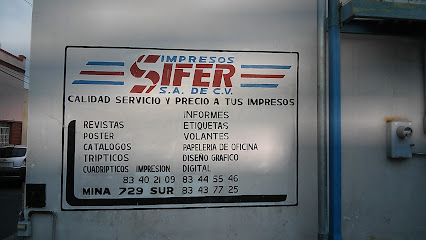 IMPRESOS
SIFER
S.A. DE C.V.
CALIDAD SERVICIO Y PRECIO A TUS IMPRESOS
INFORMES
REVISTAS ETIQUETAS
POSTER VOLANTES
CATALOGOS PAPELERIA DE OFICINA
TRIPTICOS DISEÑO GRAFICO
CUADRIPTICOS IMPRESION DIGITAL
83 40 21 09 83 44 55 46
MINA 729 SUR 83 43 77 25